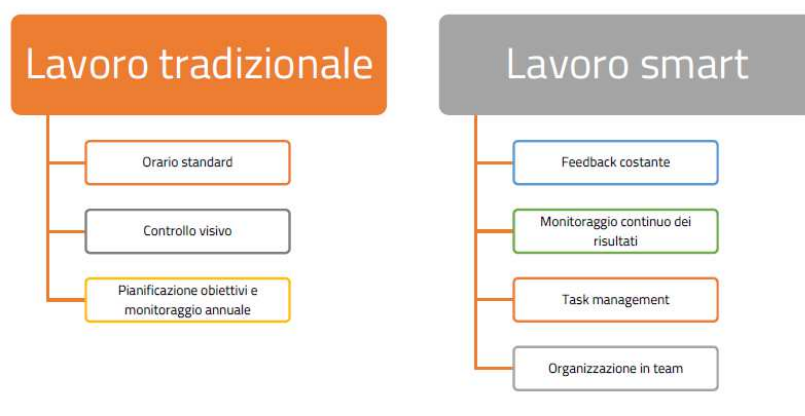 Lavoro tradizionale
Orario standard
Controllo visivo
Pianificazione obiettivi e
monitoraggio annuale
Lavoro smart
Feedback costante
Monitoraggio continuo dei
risultati
Task management
Organizzazione in team